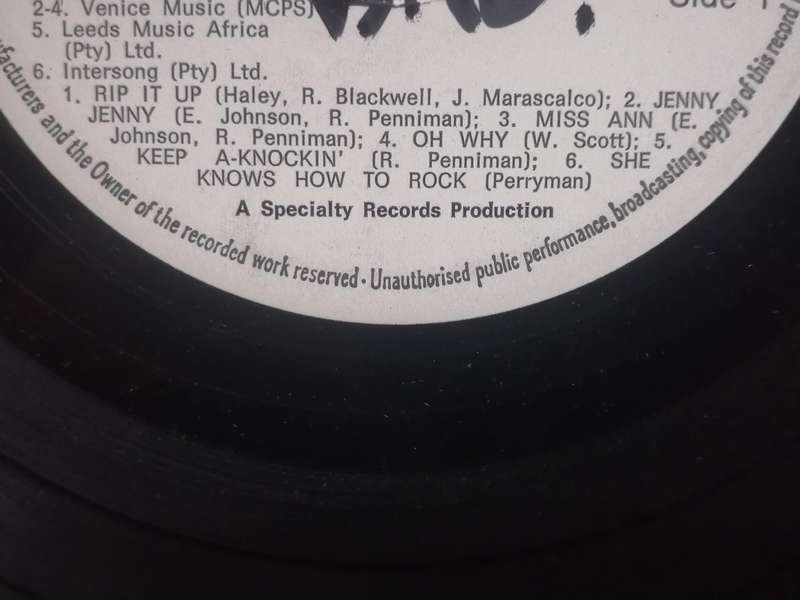 2-4. Venice Music (MCPS)
Side 1
5. Leeds Music Africa
(Pty) Ltd.
6. Intersong (Pty) Ltd.
1. RIP IT UP (Haley, R. Blackwell, J. Marascalco); 2. JENNY,
JENNY (E. Johnson, R. Penniman); 3. MISS ANN (E.
Johnson, R. Penniman); 4. OH WHY (W. Scott); 5.
KEEP A-KNOCKIN' (R. Penniman); 6. SHE
KNOWS HOW TO ROCK (Perryman)
A Specialty Records Production
and the Owner of the recorded work reserved · Unauthorised public performance, broadcasting, copying of this record